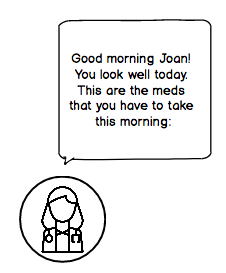 Good morning Joan!
You look well today.
This are the meds
that you have to take
this morning: